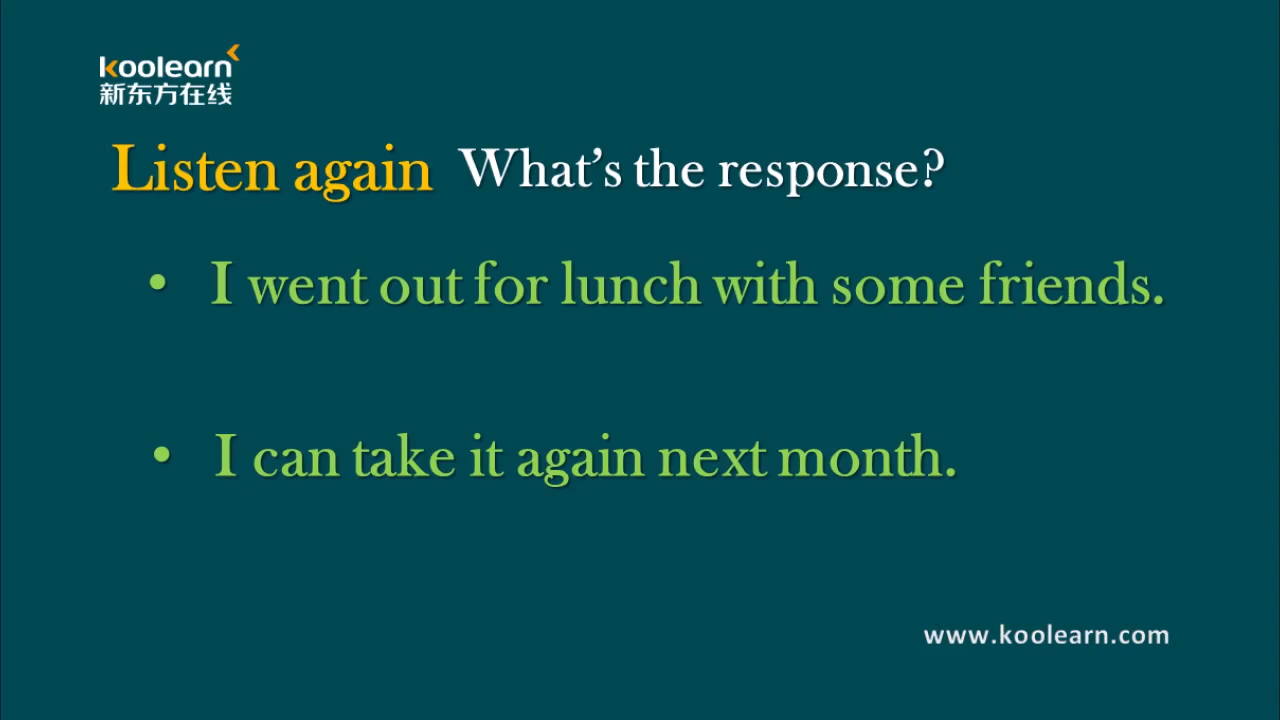 koolearn
新东方在线
Listen again What's the response?
• I went out for lunch with some friends.
• I can take it again next month.
www.koolearn.com